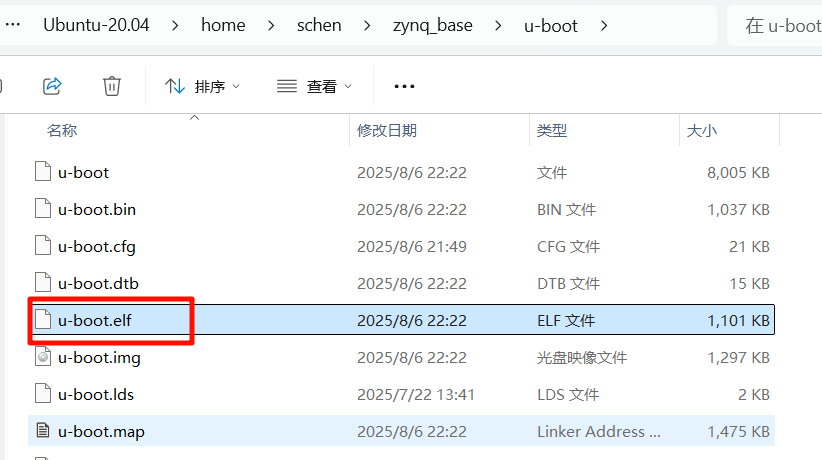 ··· Ubuntu-20.04 > home > schen > zynq_base > u-boot > 在 u-boot
排序 查看 ···
名称 修改日期 类型 大小
u-boot 2025/8/6 22:22 文件 8,005 KB
u-boot.bin 2025/8/6 22:22 BIN 文件 1,037 KB
u-boot.cfg 2025/8/6 21:49 CFG 文件 21 KB
u-boot.dtb 2025/8/6 22:22 DTB 文件 15 KB
u-boot.elf 2025/8/6 22:22 ELF 文件 1,101 KB
u-boot.img 2025/8/6 22:22 光盘映像文件 1,297 KB
u-boot.lds 2025/7/22 13:41 LDS 文件 2 KB
u-boot.map 2025/8/6 22:22 Linker Address ... 1,475 KB